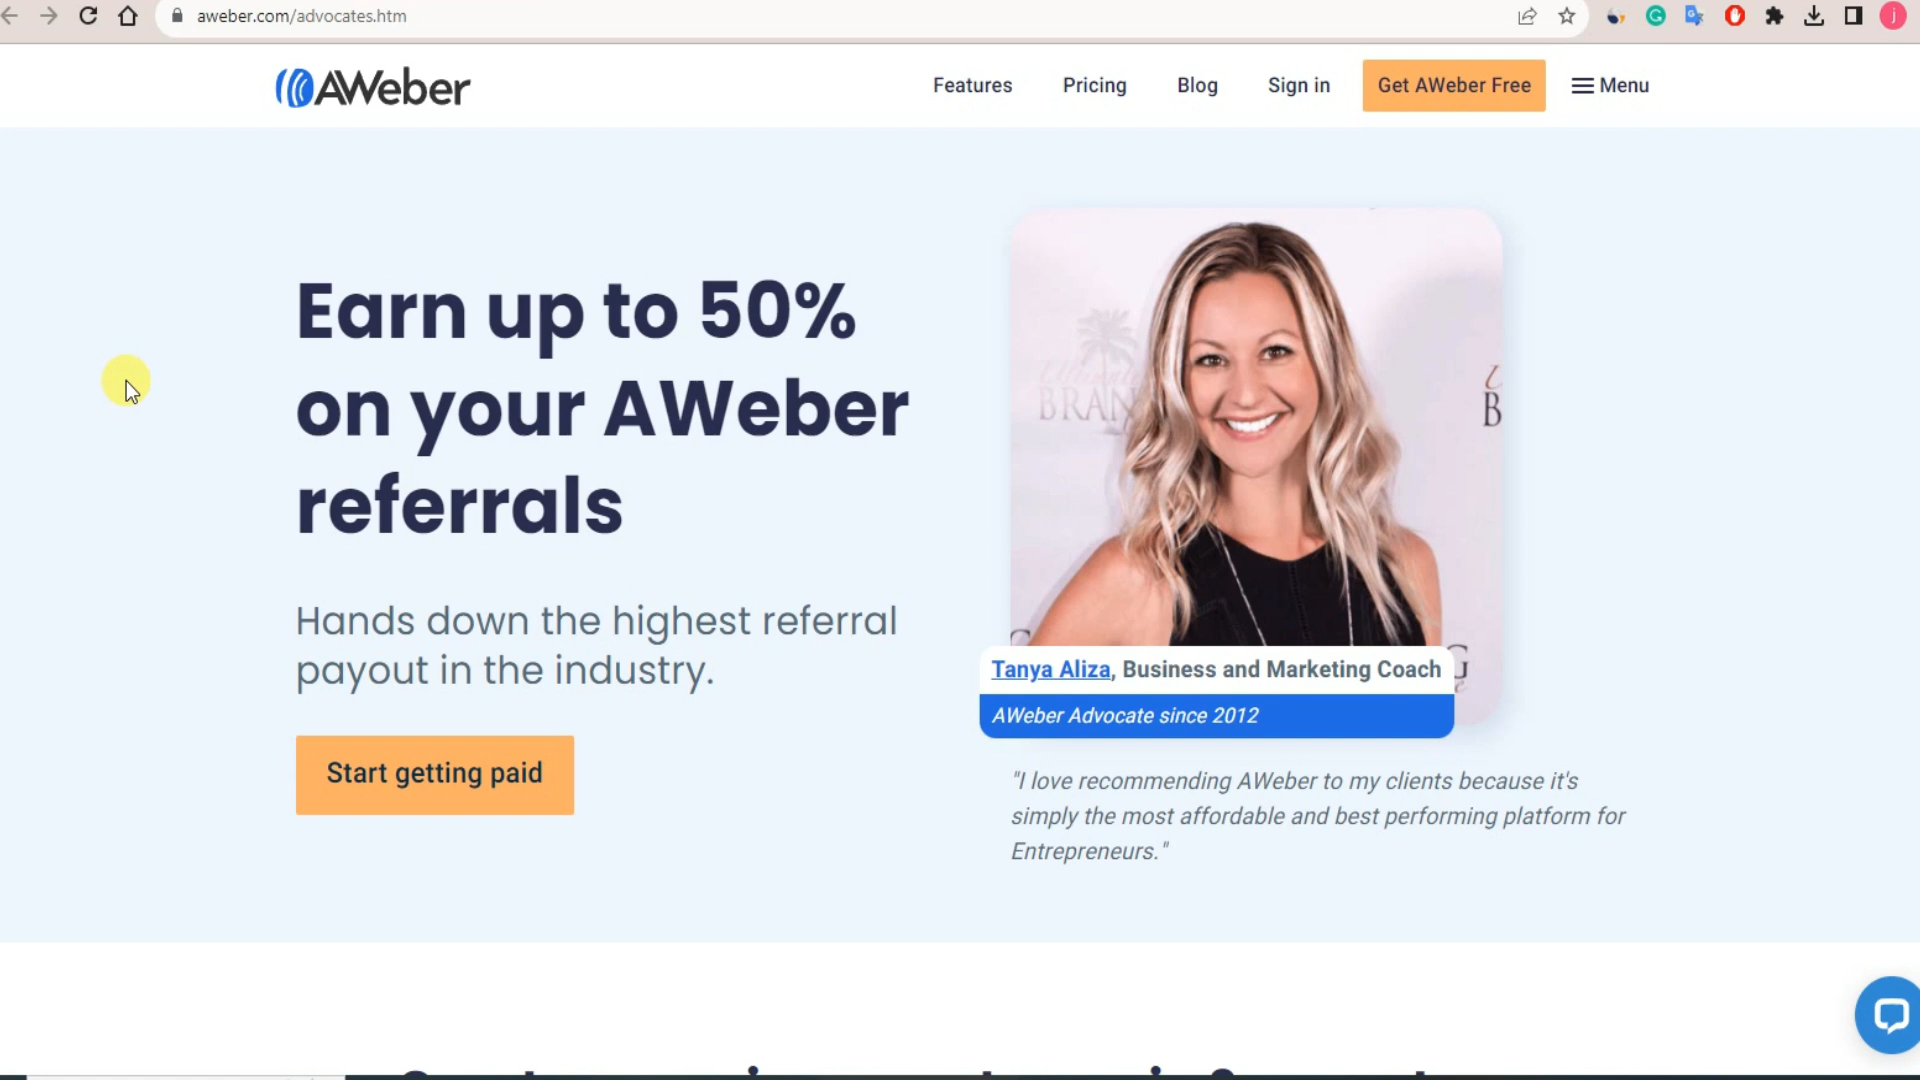 aweber.com/advocates.htm
AWeber
Features
Pricing
Blog
Sign in
Get AWeber Free
Menu
j
Earn up to 50%
on your AWeber
referrals
Hands down the highest referral
payout in the industry.
Start getting paid
BRAN
B
G
Tanya Aliza, Business and Marketing Coach
AWeber Advocate since 2012
"I love recommending AWeber to my clients because it's
simply the most affordable and best performing platform for
Entrepreneurs."